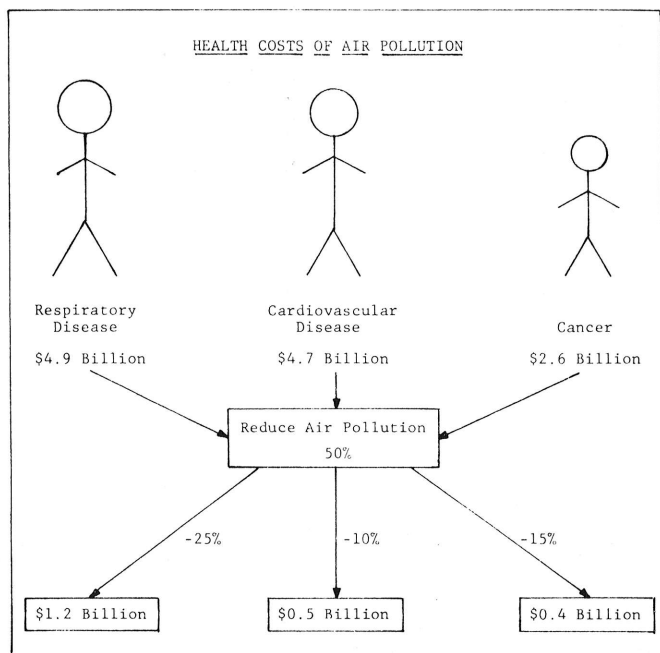 HEALTH COSTS OF AIR POLLUTION
Respiratory
Disease
$4.9 Billion
Cardiovascular
Disease
$4.7 Billion
Cancer
$2.6 Billion
Reduce Air Pollution
50%
-25%
-10%
-15%
$1.2 Billion
$0.5 Billion
$0.4 Billion